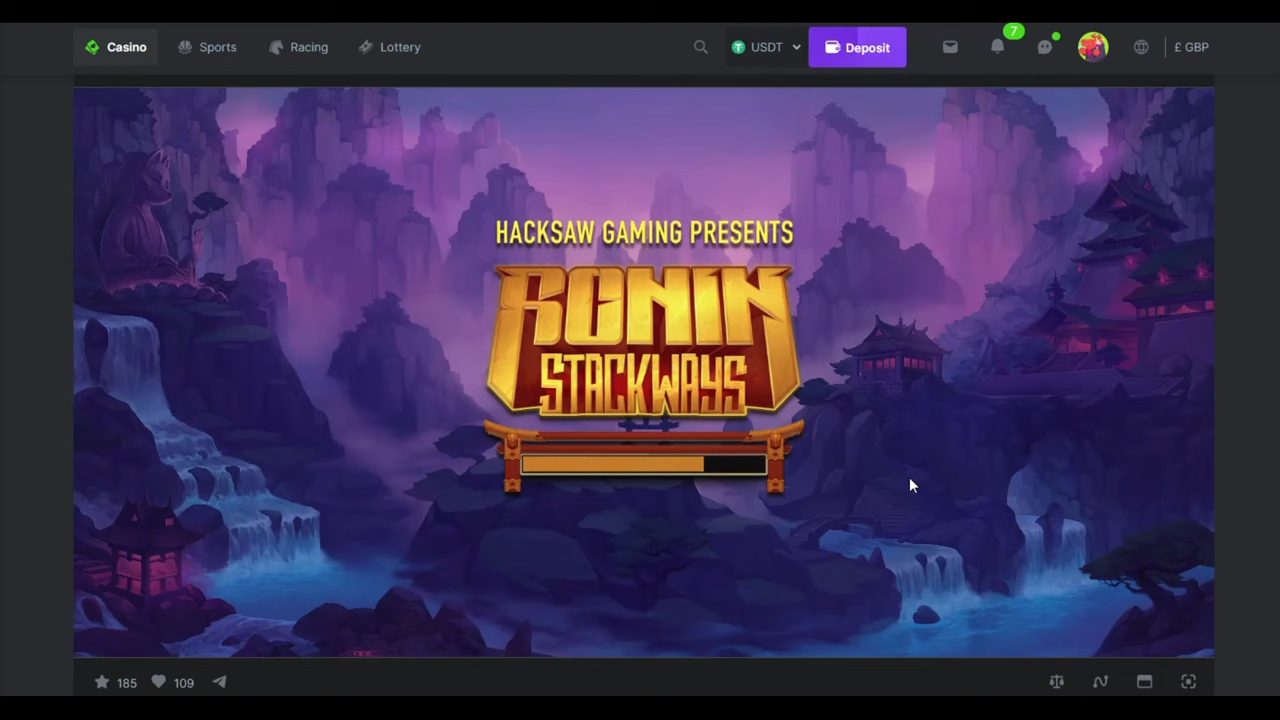 Casino Sports Racing Lottery USDT Deposit 7 £ GBP
HACKSAW GAMING PRESENTS
RONIN
STACKWAYS
185 109